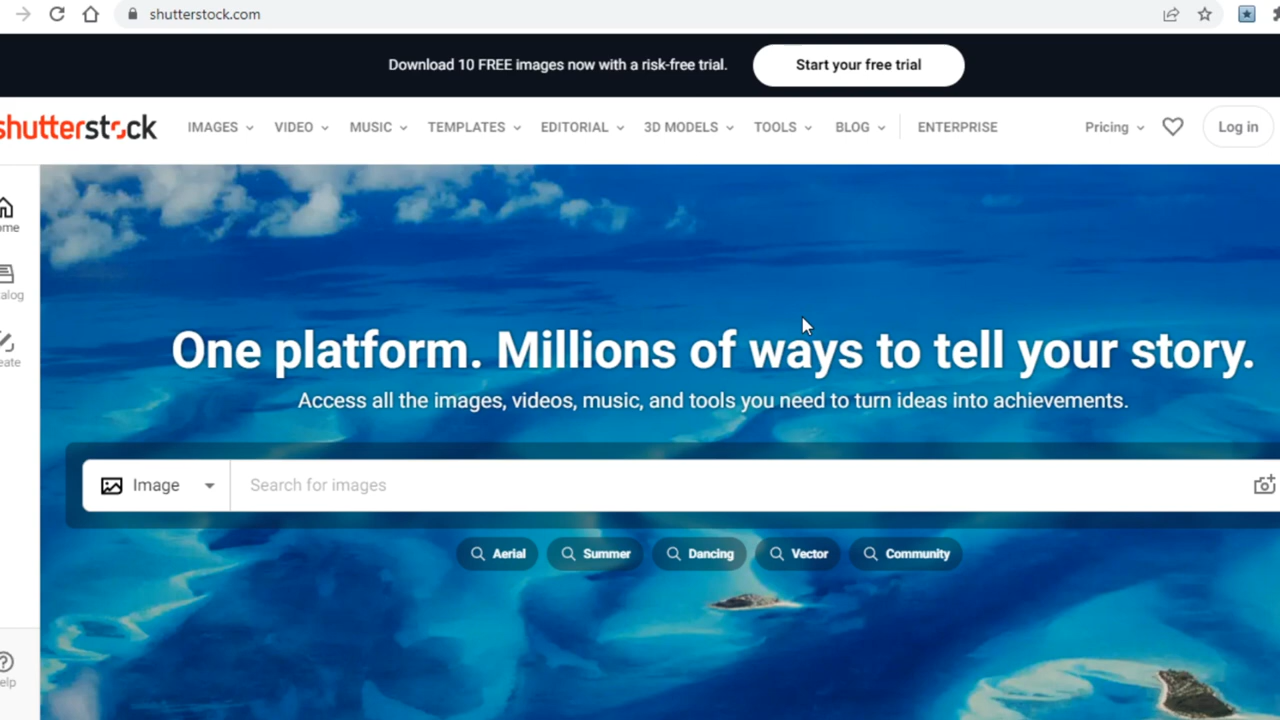 shutterstock.com
Download 10 FREE images now with a risk-free trial.
Start your free trial
shutterstock
IMAGES
VIDEO
MUSIC
TEMPLATES
EDITORIAL
3D MODELS
TOOLS
BLOG
ENTERPRISE
Pricing
Log in
ome
alog
eate
One platform. Millions of ways to tell your story.
Access all the images, videos, music, and tools you need to turn ideas into achievements.
Image
Search for images
Aerial
Summer
Dancing
Vector
Community
elp